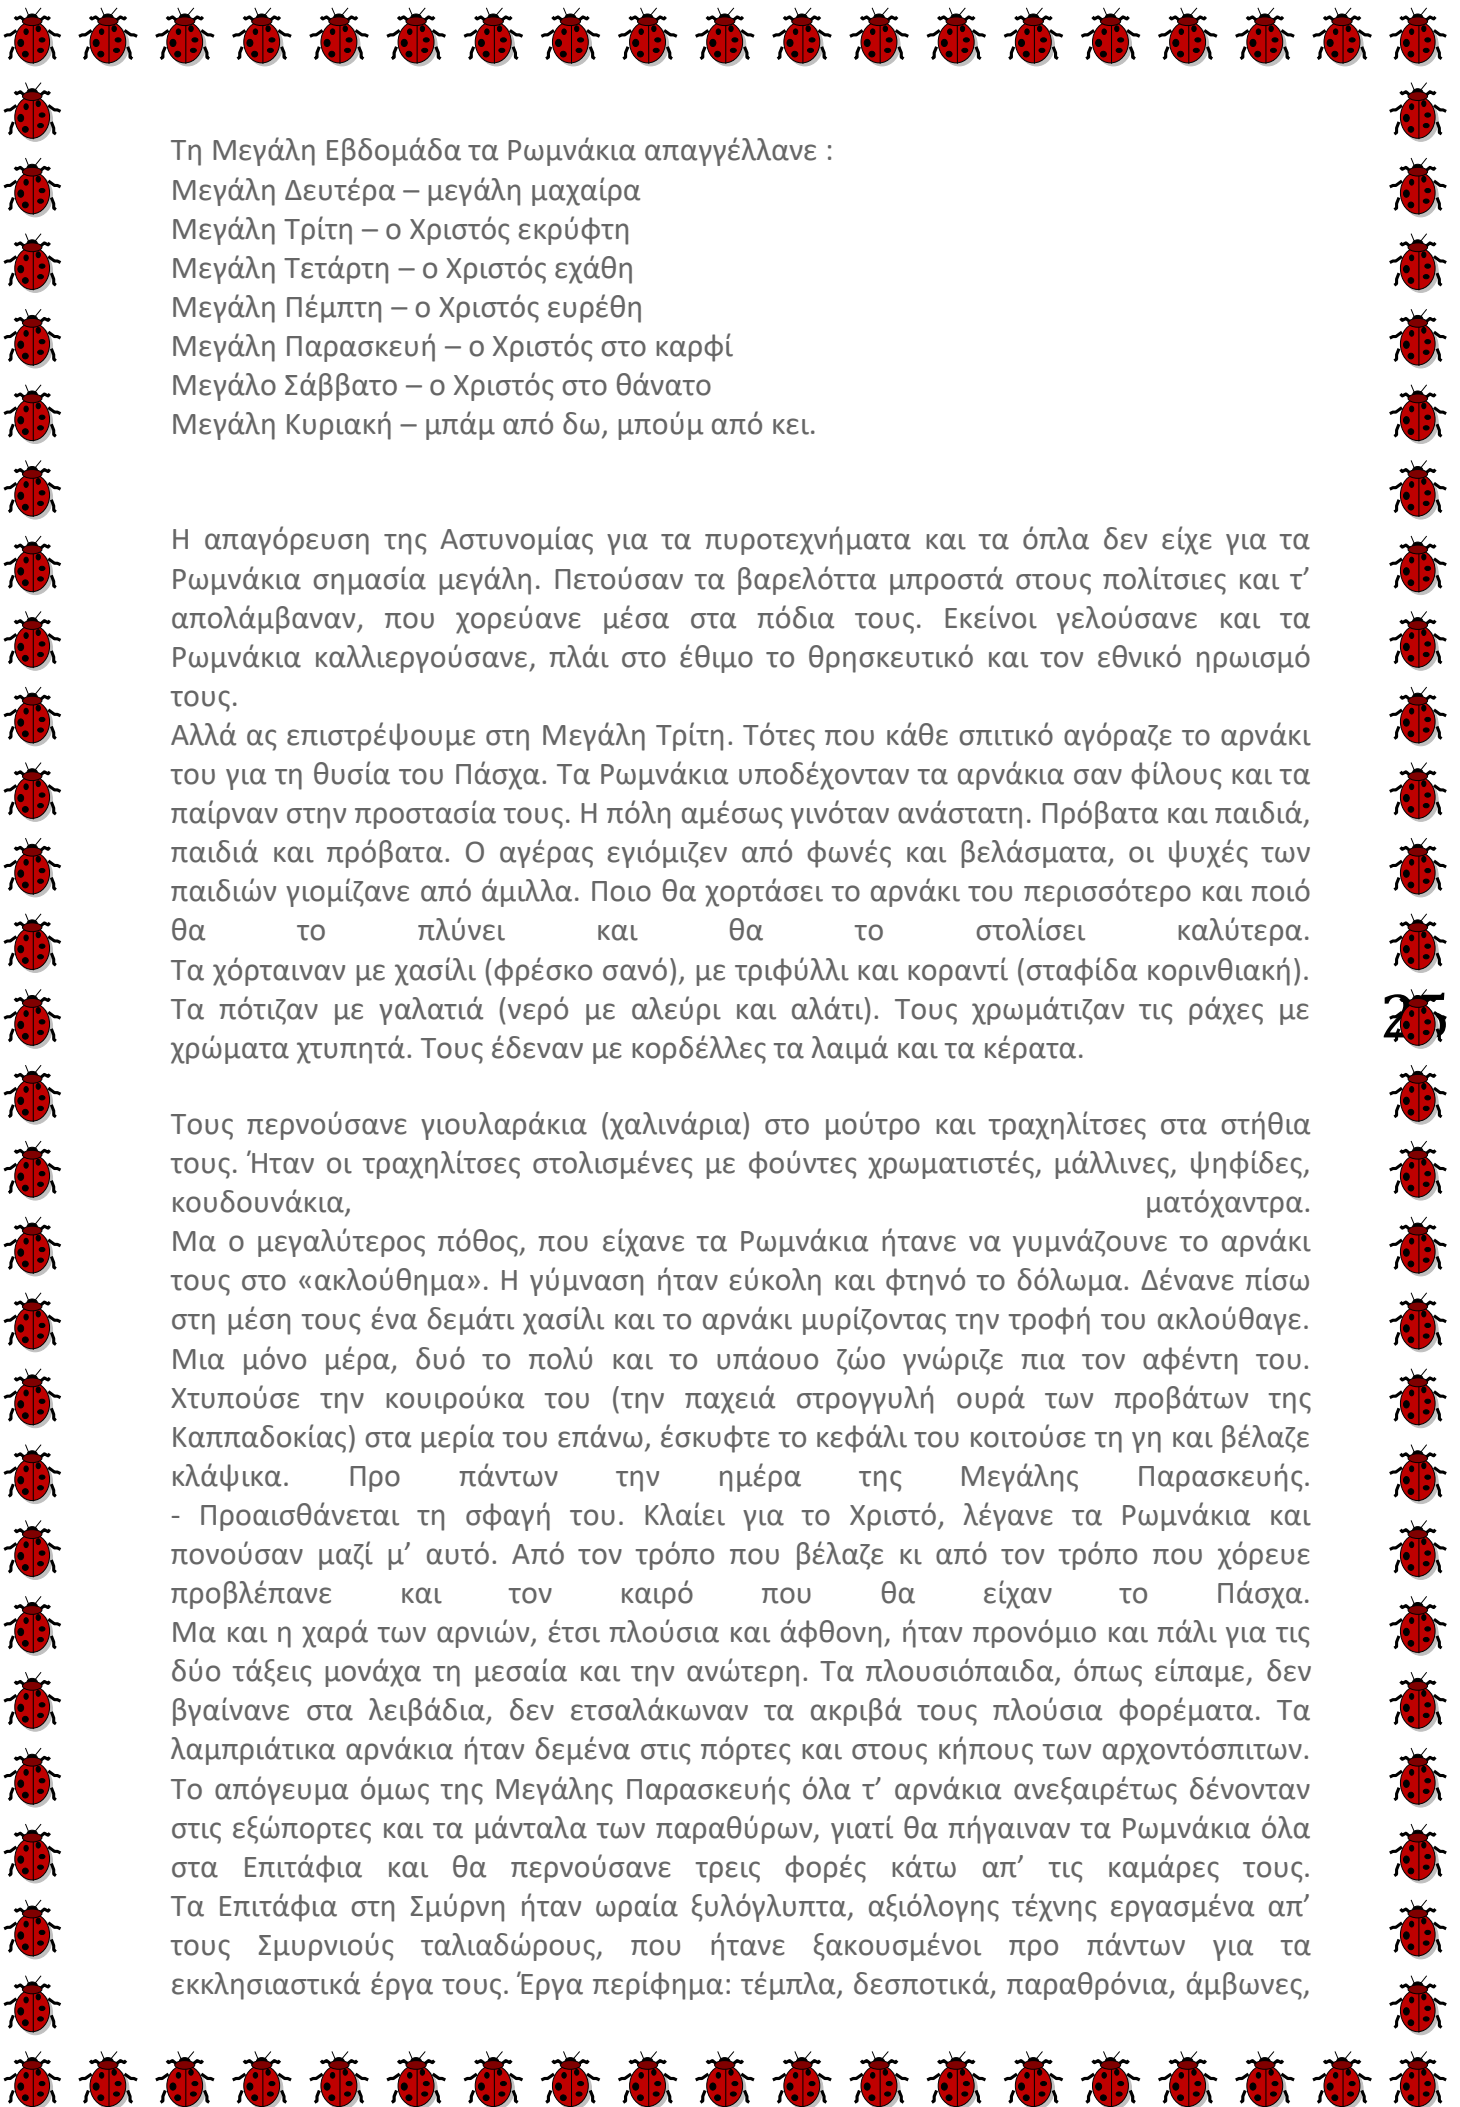 Τη Μεγάλη Εβδομάδα τα Ρωμνάκια απαγγέλλανε :
Μεγάλη Δευτέρα – μεγάλη μαχαίρα
Μεγάλη Τρίτη – ο Χριστός εκρύφτη
Μεγάλη Τετάρτη – ο Χριστός εχάθη
Μεγάλη Πέμπτη – ο Χριστός ευρέθη
Μεγάλη Παρασκευή – ο Χριστός στο καρφί
Μεγάλο Σάββατο – ο Χριστός στο θάνατο
Μεγάλη Κυριακή – μπάμ από δω, μπούμ από κει.
Η απαγόρευση της Αστυνομίας για τα πυροτεχνήματα και τα όπλα δεν είχε για τα
Ρωμνάκια σημασία μεγάλη. Πετούσαν τα βαρελόττα μπροστά στους πολίτσιες και τ’
απολάμβαναν, που χορεύανε μέσα στα πόδια τους. Εκείνοι γελούσανε και τα
Ρωμνάκια καλλιεργούσανε, πλάι στο έθιμο το θρησκευτικό και τον εθνικό ηρωισμό
τους.
Αλλά ας επιστρέψουμε στη Μεγάλη Τρίτη. Τότες που κάθε σπιτικό αγόραζε το αρνάκι
του για τη θυσία του Πάσχα. Τα Ρωμνάκια υποδέχονταν τα αρνάκια σαν φίλους και τα
παίρναν στην προστασία τους. Η πόλη αμέσως γινόταν ανάστατη. Πρόβατα και παιδιά,
παιδιά και πρόβατα. Ο αγέρας εγιόμιζεν από φωνές και βελάσματα, οι ψυχές των
παιδιών γιομίζανε από άμιλλα. Ποιο θα χορτάσει το αρνάκι του περισσότερο και ποιό
θα το πλύνει και θα το στολίσει καλύτερα.
Τα χόρταιναν με χασίλι (φρέσκο σανό), με τριφύλλι και κοραντί (σταφίδα κορινθιακή).
Τα πότιζαν με γαλατιά (νερό με αλεύρι και αλάτι). Τους χρωμάτιζαν τις ράχες με
χρώματα χτυπητά. Τους έδεναν με κορδέλλες τα λαιμά και τα κέρατα.
Τους περνούσανε γιουλαράκια (χαλινάρια) στο μούτρο και τραχηλίτσες στα στήθια
τους. Ήταν οι τραχηλίτσες στολισμένες με φούντες χρωματιστές, μάλλινες, ψηφίδες,
κουδουνάκια, ματόχαντρα.
Μα ο μεγαλύτερος πόθος, που είχανε τα Ρωμνάκια ήτανε να γυμνάζουνε το αρνάκι
τους στο «ακλούθημα». Η γύμναση ήταν εύκολη και φτηνό το δόλωμα. Δένανε πίσω
στη μέση τους ένα δεμάτι χασίλι και το αρνάκι μυρίζοντας την τροφή του ακλούθαγε.
Μια μόνο μέρα, δυό το πολύ και το υπάουο ζώο γνώριζε πια τον αφέντη του.
Χτυπούσε την κουιρούκα του (την παχειά στρογγυλή ουρά των προβάτων της
Καππαδοκίας) στα μερία του επάνω, έσκυφτε το κεφάλι του κοιτούσε τη γη και βέλαζε
κλάψικα. Προ πάντων την ημέρα της Μεγάλης Παρασκευής.
- Προαισθάνεται τη σφαγή του. Κλαίει για το Χριστό, λέγανε τα Ρωμνάκια και
πονούσαν μαζί μ’ αυτό. Από τον τρόπο που βέλαζε κι από τον τρόπο που χόρευε
προβλέπανε και τον καιρό που θα είχαν το Πάσχα.
Μα και η χαρά των αρνιών, έτσι πλούσια και άφθονη, ήταν προνόμιο και πάλι για τις
δύο τάξεις μονάχα τη μεσαία και την ανώτερη. Τα πλουσιόπαιδα, όπως είπαμε, δεν
βγαίνανε στα λειβάδια, δεν ετσαλάκωναν τα ακριβά τους πλούσια φορέματα. Τα
λαμπριάτικα αρνάκια ήταν δεμένα στις πόρτες και στους κήπους των αρχοντόσπιτων.
Το απόγευμα όμως της Μεγάλης Παρασκευής όλα τ’ αρνάκια ανεξαιρέτως δένονταν
στις εξώπορτες και τα μάνταλα των παραθύρων, γιατί θα πήγαιναν τα Ρωμνάκια όλα
στα Επιτάφια και θα περνούσανε τρεις φορές κάτω απ’ τις καμάρες τους.
Τα Επιτάφια στη Σμύρνη ήταν ωραία ξυλόγλυπτα, αξιόλογης τέχνης εργασμένα απ’
τους Σμυρνιούς ταλιαδώρους, που ήτανε ξακουσμένοι προ πάντων για τα
εκκλησιαστικά έργα τους. Έργα περίφημα: τέμπλα, δεσποτικά, παραθρόνια, άμβωνες,